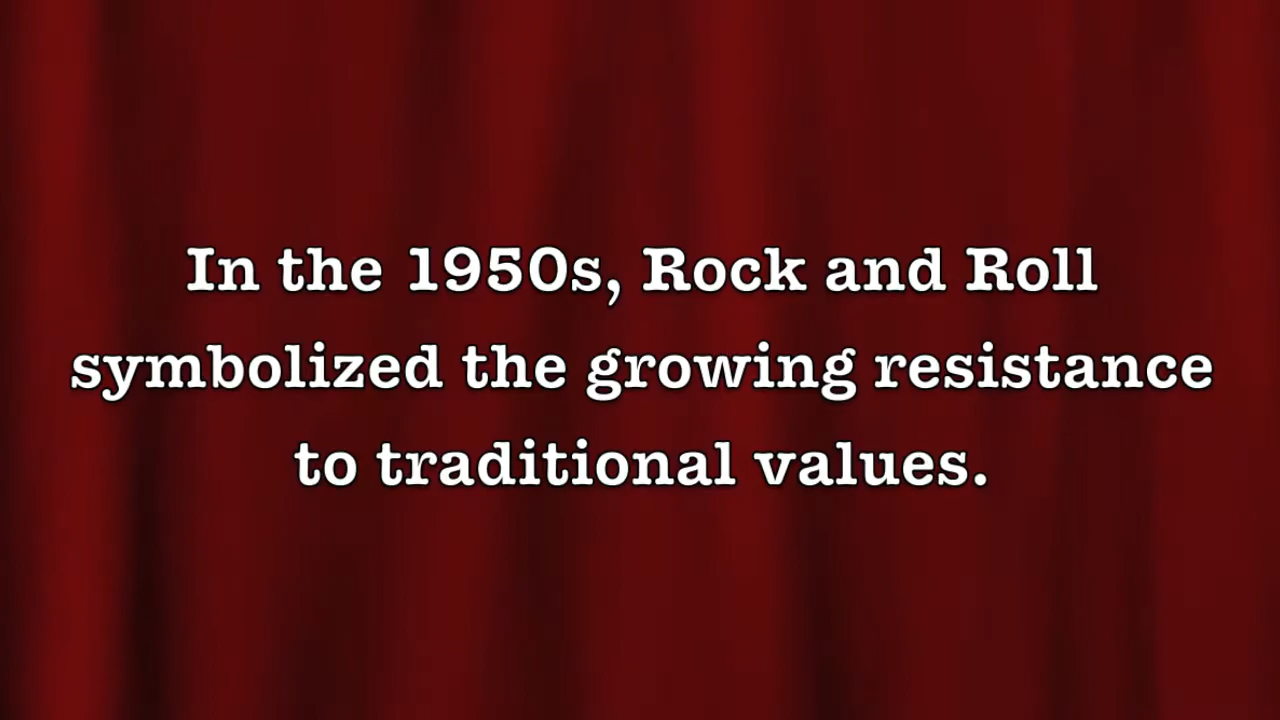 In the 1950s, Rock and Roll
symbolized the growing resistance
to traditional values.